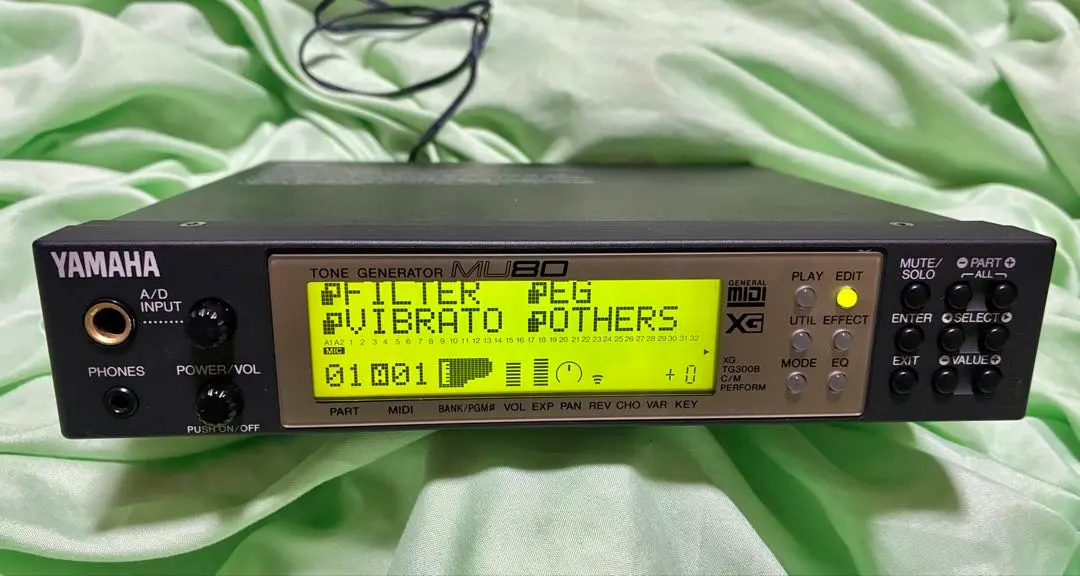 YAMAHA
A/D
INPUT
PHONES
POWER/VOL
PUSH ON/OFF
TONE GENERATOR MU80
FILTER EG
VIBRATO OTHERS
A1 A2 1 2 3 4 5 6 7 8 9 10 11 12 13 14 15 16 17 18 19 20 21 22 23 24 25 26 27 28 29 30 31 32
MIC
01 001 +0
PART MIDI BANK/PGM# VOL EXP PAN REV CHO VAR KEY
GENERAL
MIDI
XG
XG
TG300B
C/M
PERFORM
PLAY EDIT
UTIL EFFECT
MODE EQ
MUTE/
SOLO
- PART +
ALL
ENTER
SELECT
EXIT
- VALUE +